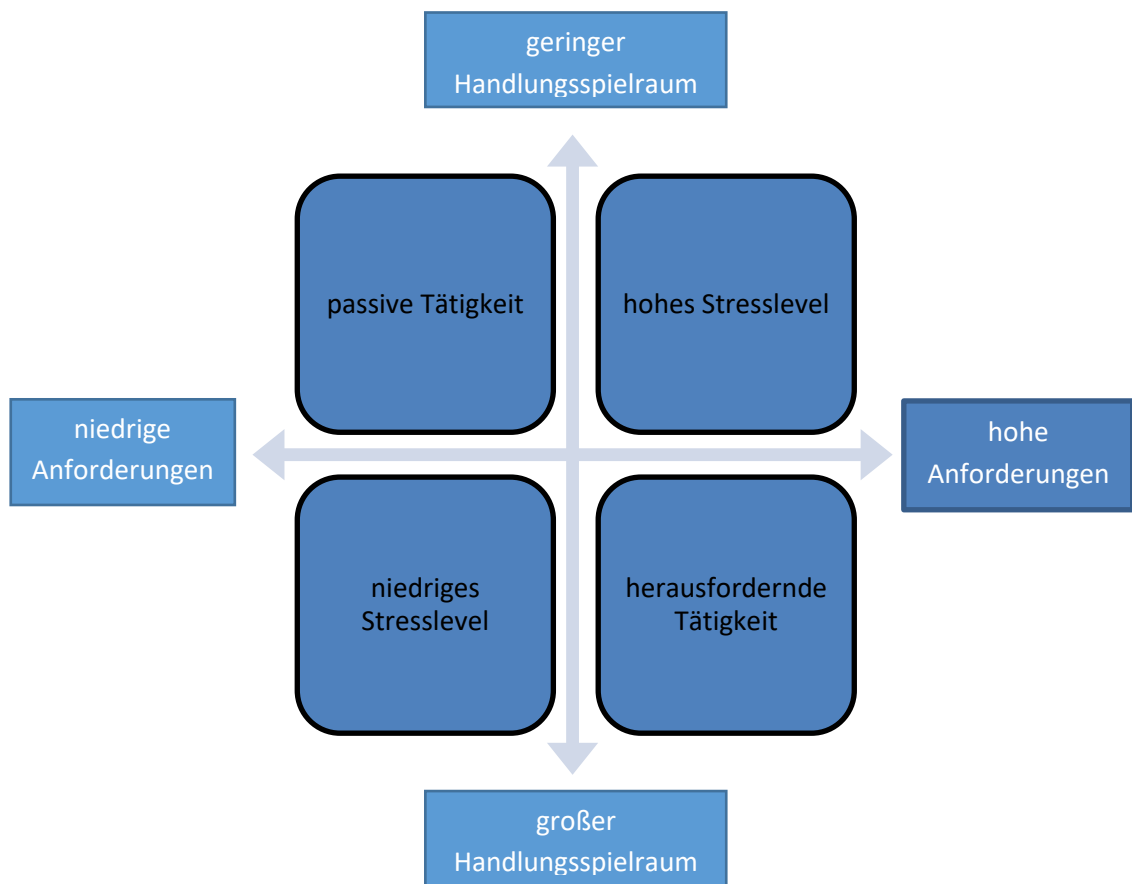 geringer
Handlungsspielraum
passive Tätigkeit
hohes Stresslevel
niedrige
Anforderungen
hohe
Anforderungen
niedriges
Stresslevel
herausfordernde
Tätigkeit
großer
Handlungsspielraum